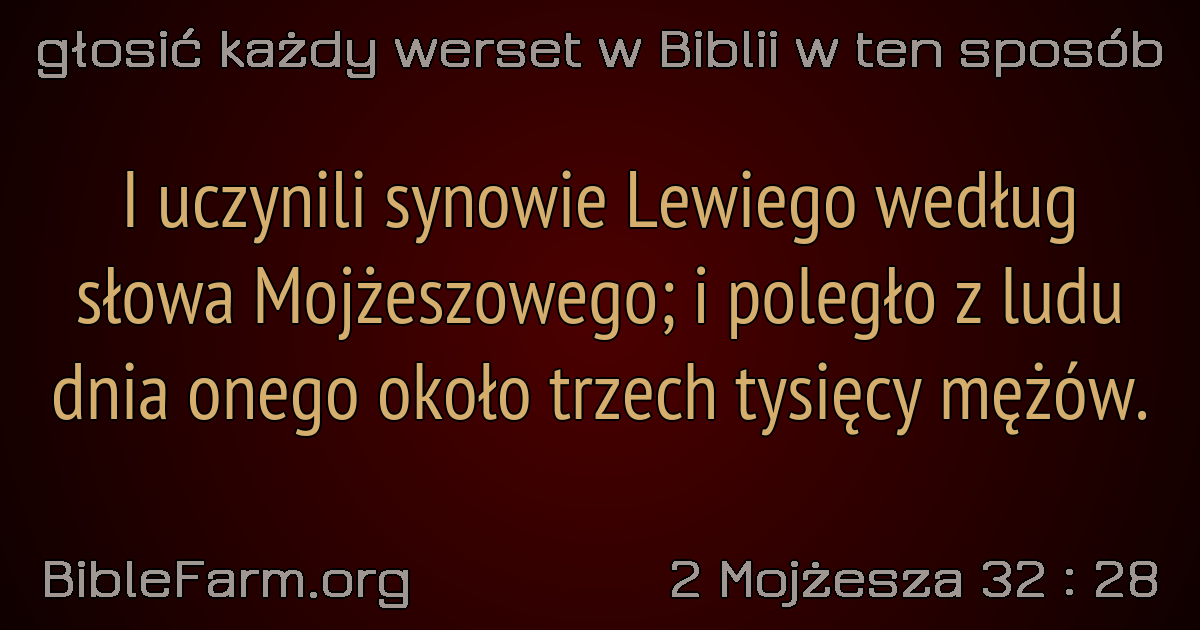 głosić każdy werset w Biblii w ten sposób
I uczynili synowie Lewiego według
słowa Mojżeszowego; i poległo z ludu
dnia onego około trzech tysięcy mężów.
BibleFarm.org
2 Mojżesza 32 : 28